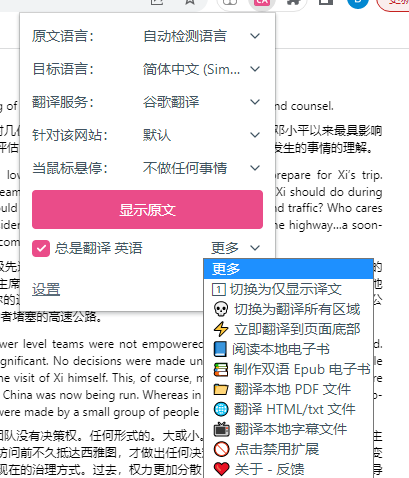 原文语言： 自动检测语言
目标语言： 简体中文 (Sim...
翻译服务： 谷歌翻译
针对该网站： 默认
当鼠标悬停： 不做任何事情
显示原文
总是翻译 英语 更多
设置
更多
1 切换为仅显示译文
切换为翻译所有区域
立即翻译到页面底部
阅读本地电子书
制作双语 Epub 电子书
翻译本地 PDF 文件
翻译 HTML/txt 文件
翻译本地字幕文件
点击禁用扩展
关于 - 反馈
ng of
and counsel.
邓小平以来最具影响
评估
发生的事情的理解。
prepare for Xi's trip.
Xi should do during
and traffic? Who cares
the highway...a soon-
者堵塞的高速公路。
wer level teams were not empowered
gnificant. No decisions were made un
he visit of Xi himself. This, of course, m
China was now being run. Whereas in
were made by a small group of people
团队没有决策权。任何形式的。大或小。
访问前不久抵达西雅图，才做出任何决
现在的治理方式。过去，权力更加分散